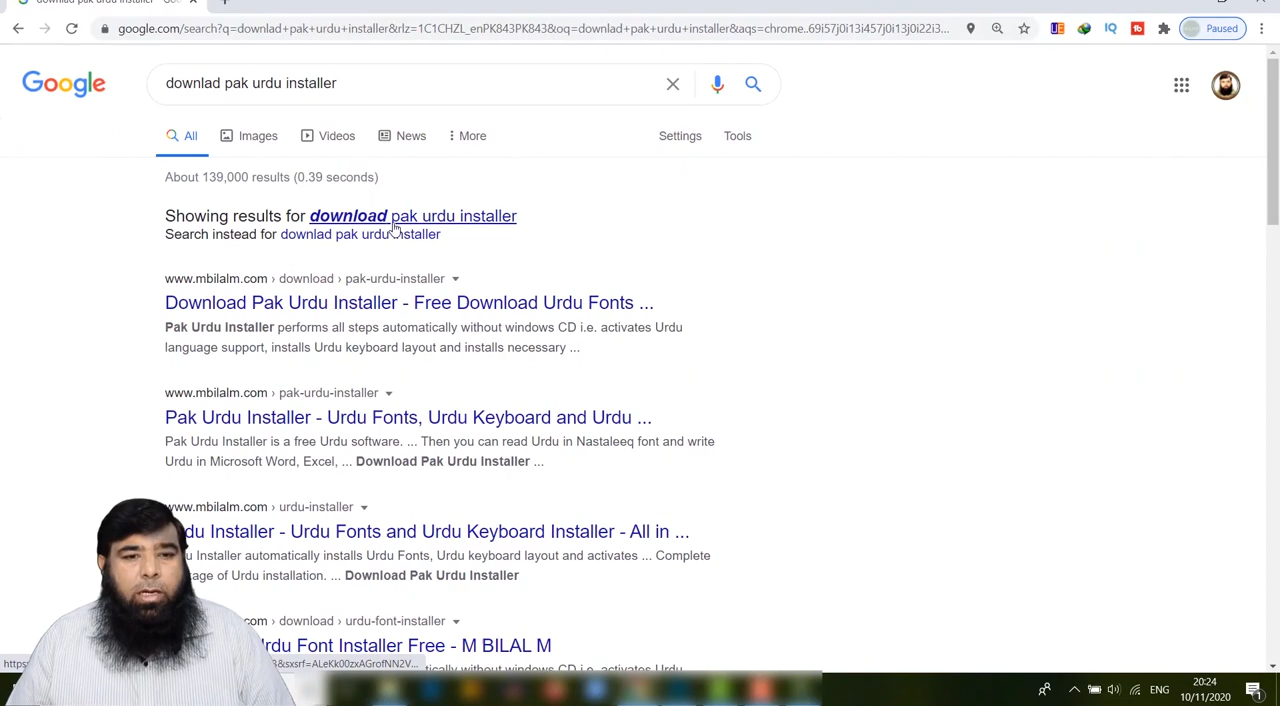 google.com/search?q=downlad+pak+urdu+installer&rlz=1C1CHZL_enPK843PK843&oq=downlad+pak+urdu+installer&aqs=chrome..69i57j0i13i457j0i13j0i22i3...
Paused
Google
downlad pak urdu installer
All Images Videos News More Settings Tools
About 139,000 results (0.39 seconds)
Showing results for download pak urdu installer
Search instead for downlad pak urdu installer
www.mbilalm.com › download › pak-urdu-installer
Download Pak Urdu Installer - Free Download Urdu Fonts ...
Pak Urdu Installer performs all steps automatically without windows CD i.e. activates Urdu
language support, installs Urdu keyboard layout and installs necessary ...
www.mbilalm.com › pak-urdu-installer
Pak Urdu Installer - Urdu Fonts, Urdu Keyboard and Urdu ...
Pak Urdu Installer is a free Urdu software. ... Then you can read Urdu in Nastaleeq font and write
Urdu in Microsoft Word, Excel, ... Download Pak Urdu Installer ...
www.mbilalm.com › urdu-installer
du Installer - Urdu Fonts and Urdu Keyboard Installer - All in ...
Installer automatically installs Urdu Fonts, Urdu keyboard layout and activates ... Complete
age of Urdu installation. ... Download Pak Urdu Installer
com › download › urdu-font-installer
rdu Font Installer Free - M BILAL M
ENG
20:24
10/11/2020